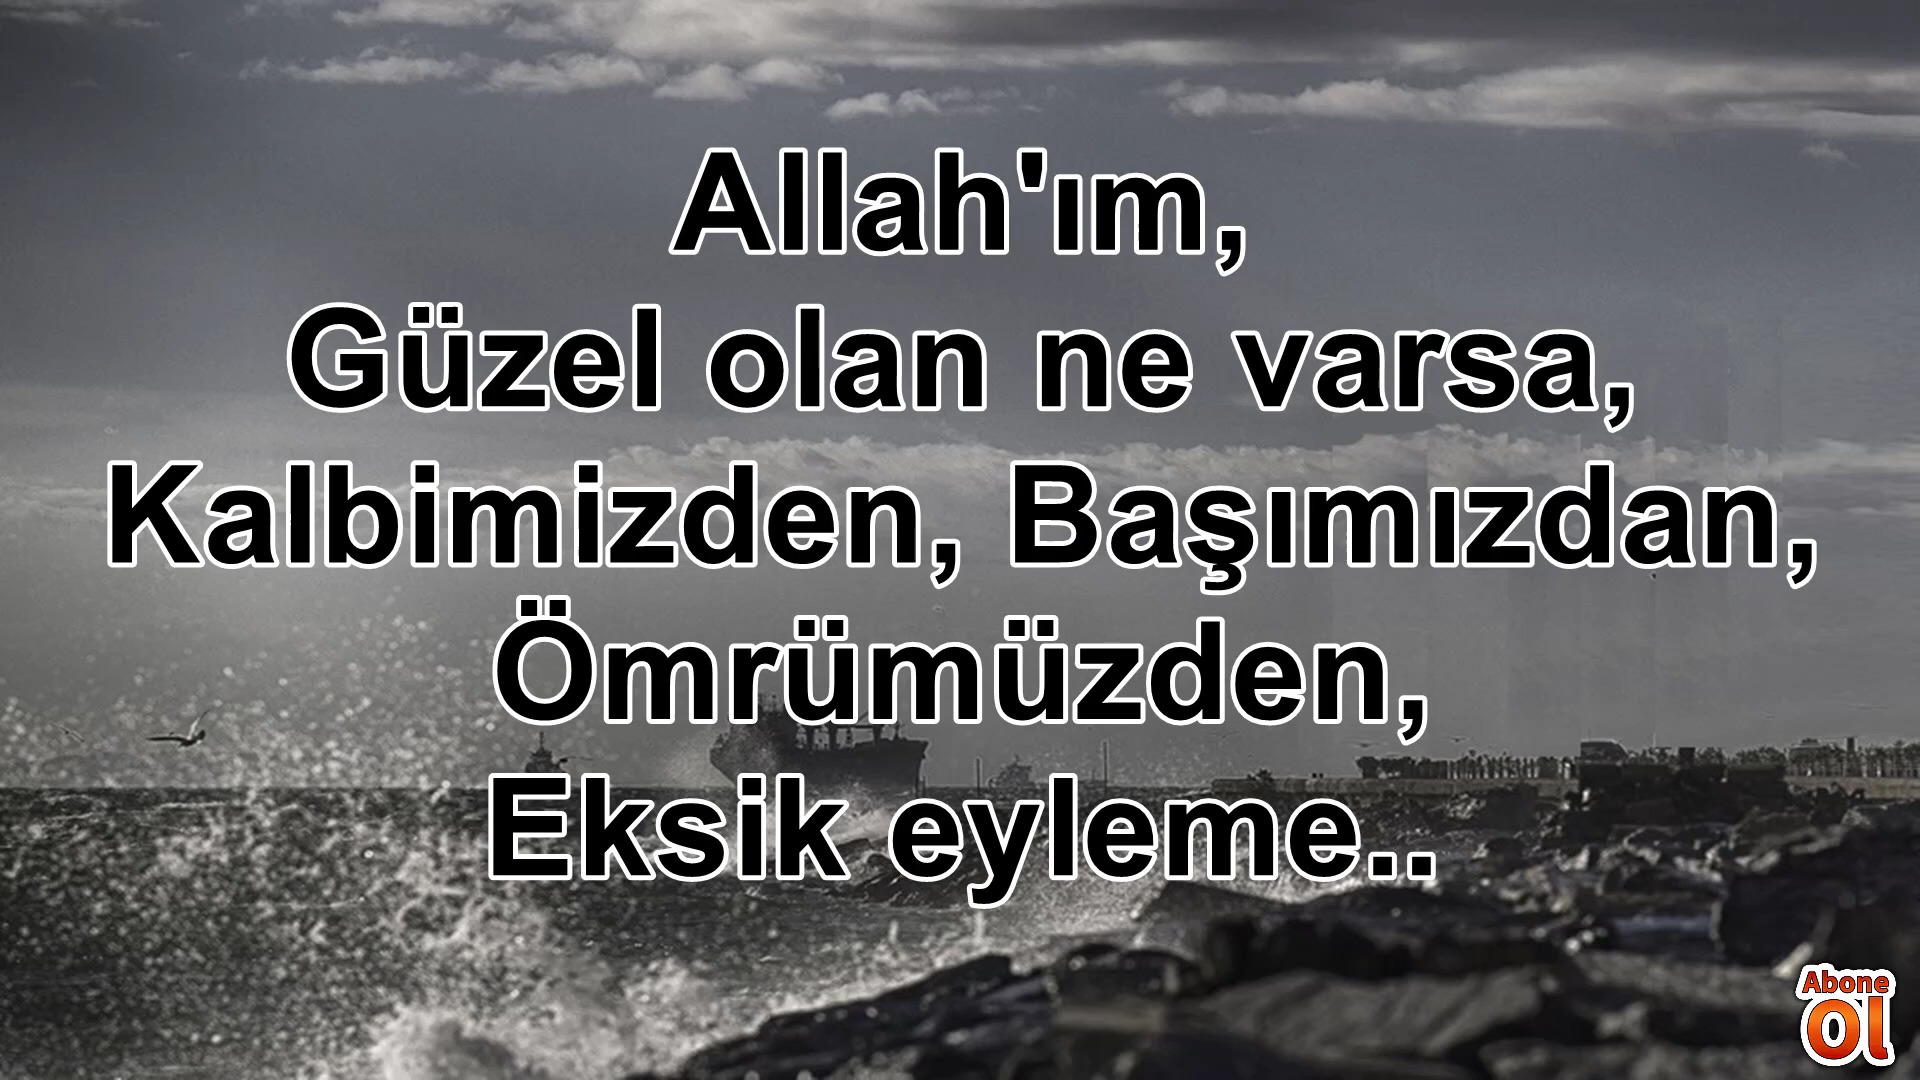 Allah'ım,
Güzel olan ne varsa,
Kalbimizden, Başımızdan,
Ömrümüzden,
Eksik eyleme..
Abone
Ol